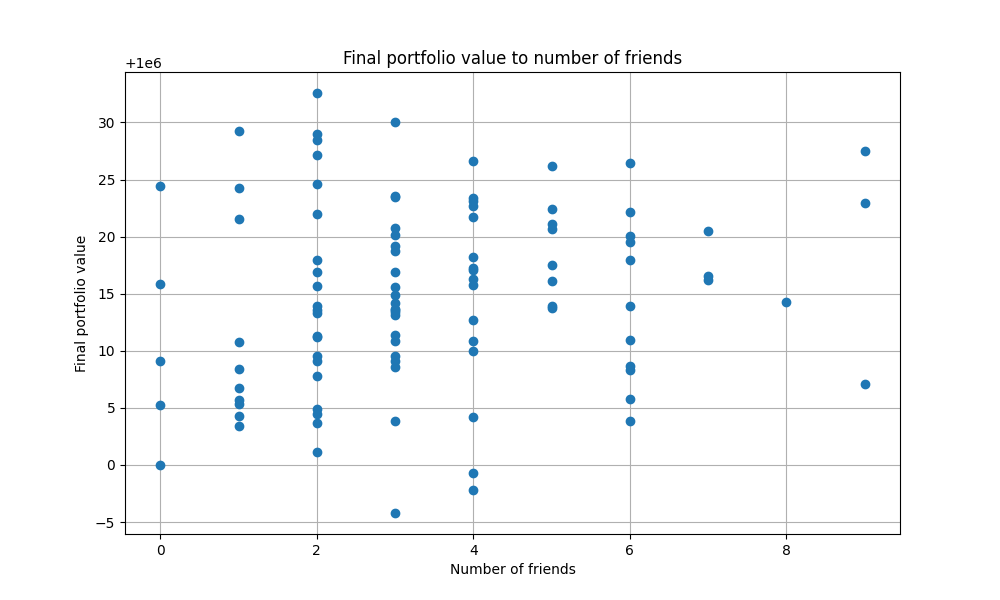 Final portfolio value to number of friends
+1e6
30
25
20
15
10
5
0
−5
Final portfolio value
0 2 4 6 8
Number of friends